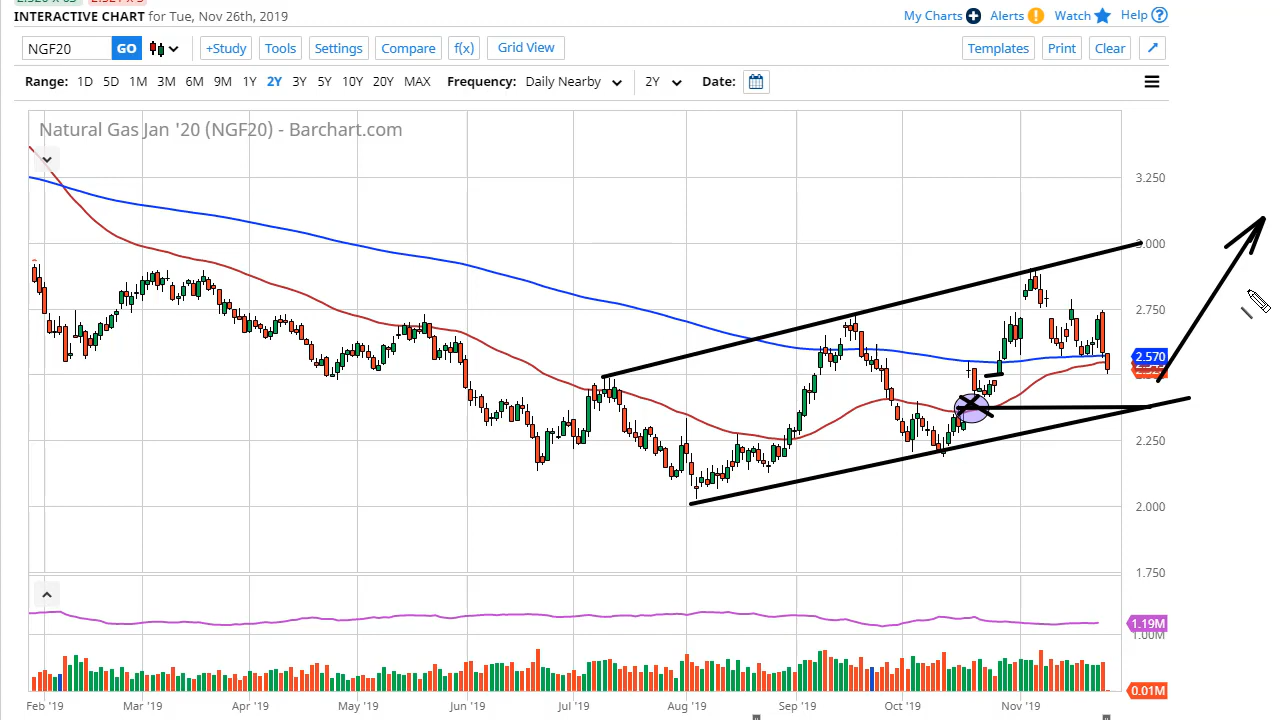 INTERACTIVE CHART for Tue, Nov 26th, 2019
My Charts Alerts ! Watch Help ?
NGF20 GO +Study Tools Settings Compare f(x) Grid View Templates Print Clear
Range: 1D 5D 1M 3M 6M 9M 1Y 2Y 3Y 5Y 10Y 20Y MAX Frequency: Daily Nearby 2Y Date:
Natural Gas Jan '20 (NGF20) - Barchart.com
3.250
3.000
2.750
2.570
2.250
2.000
1.750
1.19M
1.00M
0.01M
Feb '19 Mar '19 Apr '19 May '19 Jun '19 Jul '19 Aug '19 Sep '19 Oct '19 Nov '19